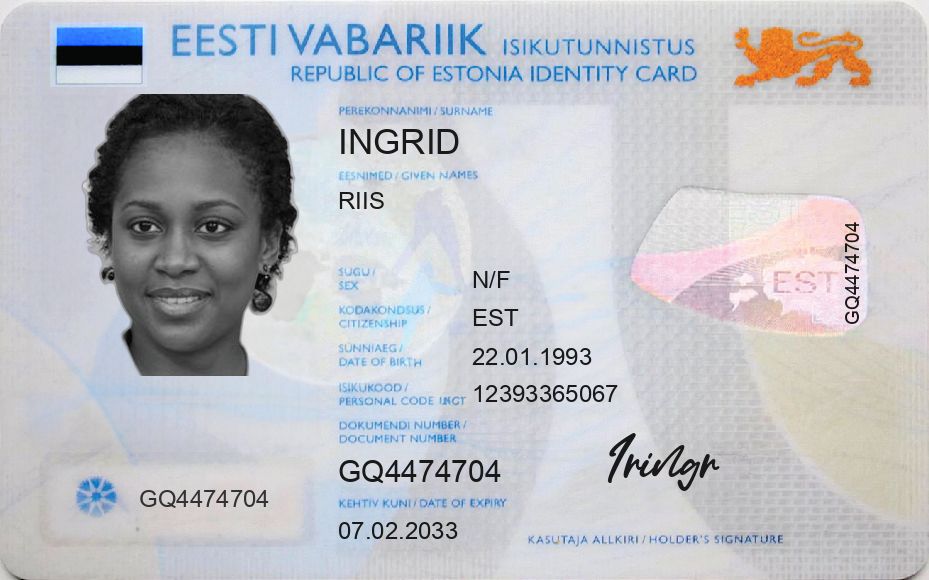 EESTI VABARIIK ISIKUTUNNISTUS
REPUBLIC OF ESTONIA IDENTITY CARD
PEREKONNANIMI / SURNAME
INGRID
EESNIMED / GIVEN NAMES
RIIS
SUGU /
SEX
N/F
KODAKONDSUS /
CITIZENSHIP
EST
SÜNNIAEG /
DATE OF BIRTH
22.01.1993
ISIKUKOOD /
PERSONAL CODE
12393365067
DOKUMENDI NUMBER /
DOCUMENT NUMBER
GQ4474704
KEHTIV KUNI / DATE OF EXPIRY
07.02.2033
GQ4474704
EST
GQ4474704
KASUTAJA ALLKIRI / HOLDER'S SIGNATURE